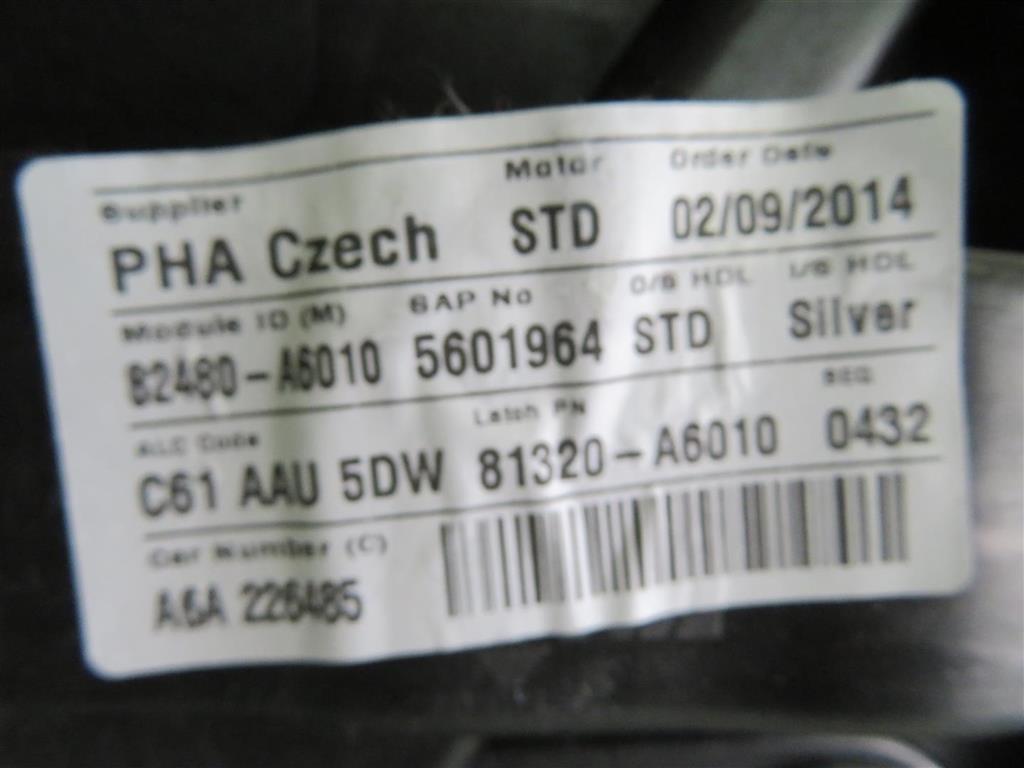 Supplier Motor Order Date
PHA Czech STD 02/09/2014
Module ID (M) SAP No O/S HDL I/S HDL
82480-A6010 5601964 STD Silver
ALC Code Latch PN SEQ
C61 AAU 5DW 81320-A6010 0432
Car Number (C)
A6A 226485